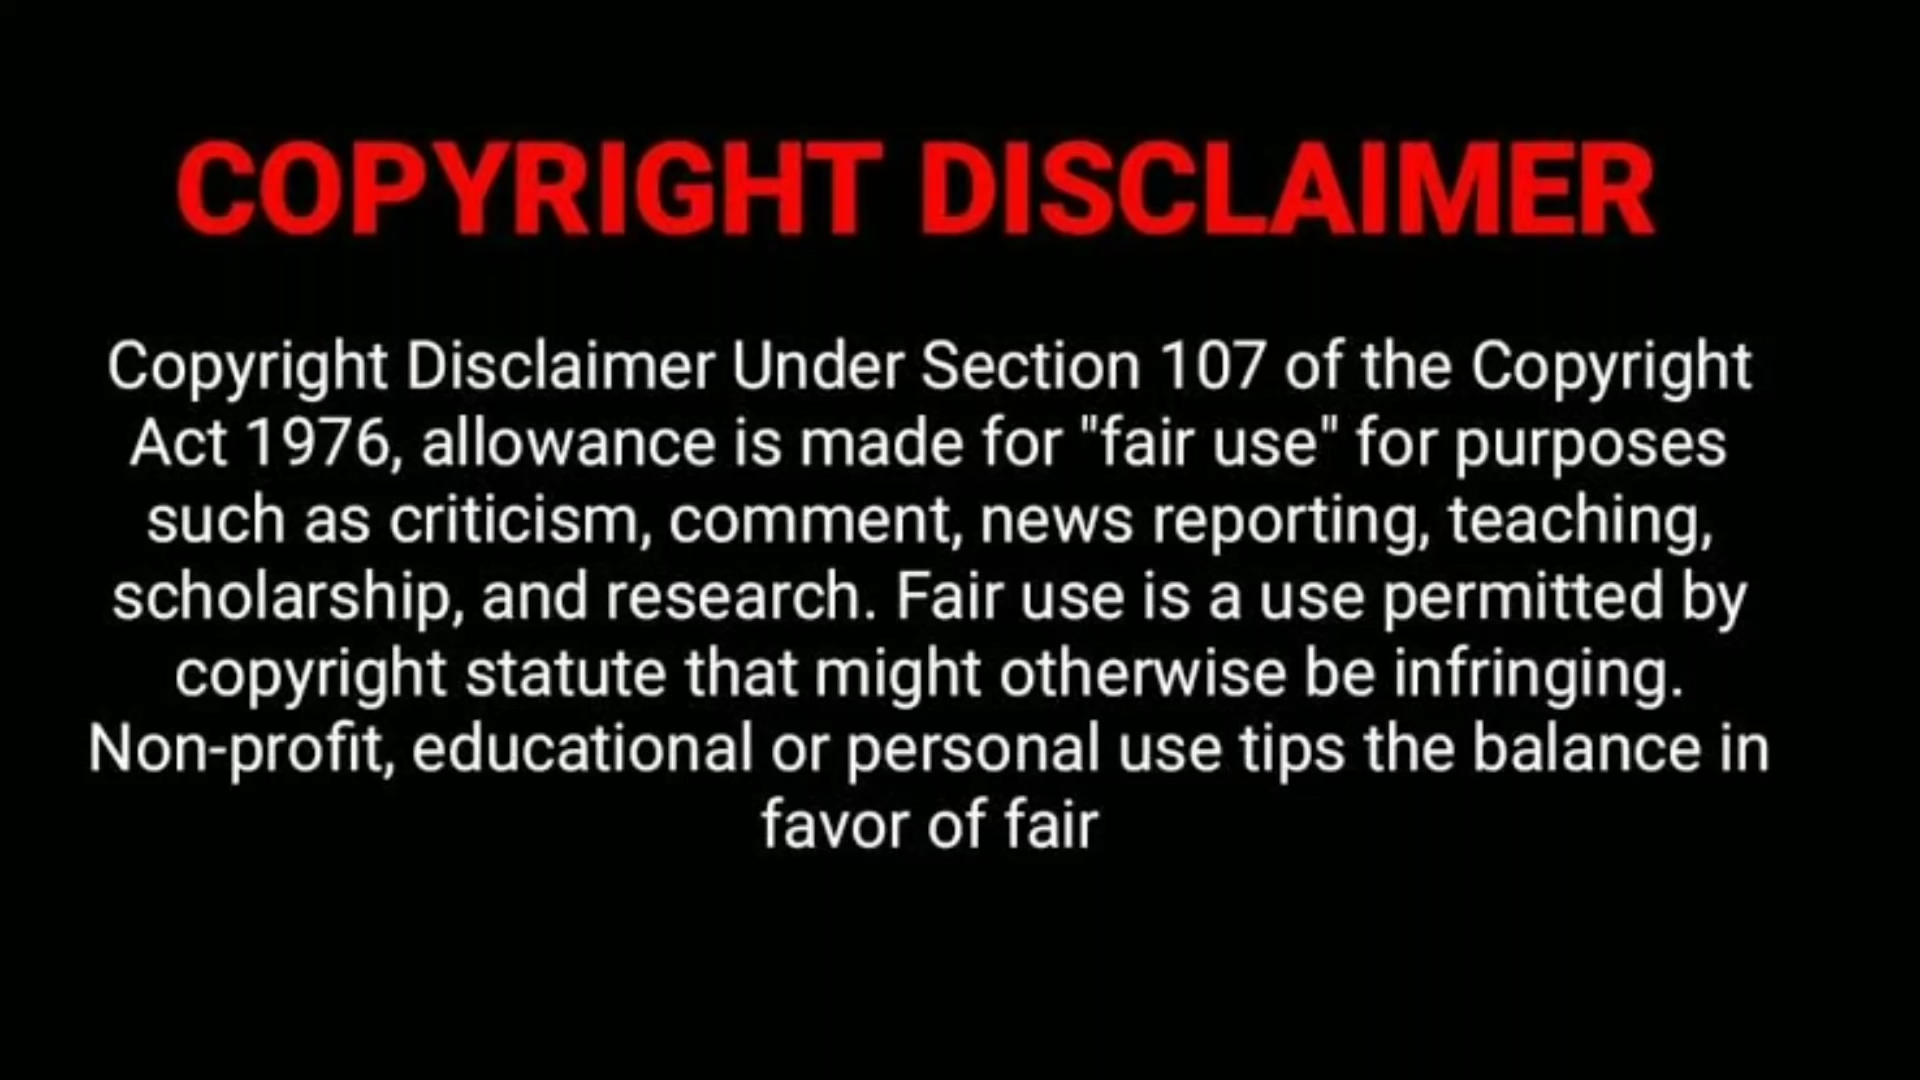 COPYRIGHT DISCLAIMER
Copyright Disclaimer Under Section 107 of the Copyright
Act 1976, allowance is made for "fair use" for purposes
such as criticism, comment, news reporting, teaching,
scholarship, and research. Fair use is a use permitted by
copyright statute that might otherwise be infringing.
Non-profit, educational or personal use tips the balance in
favor of fair